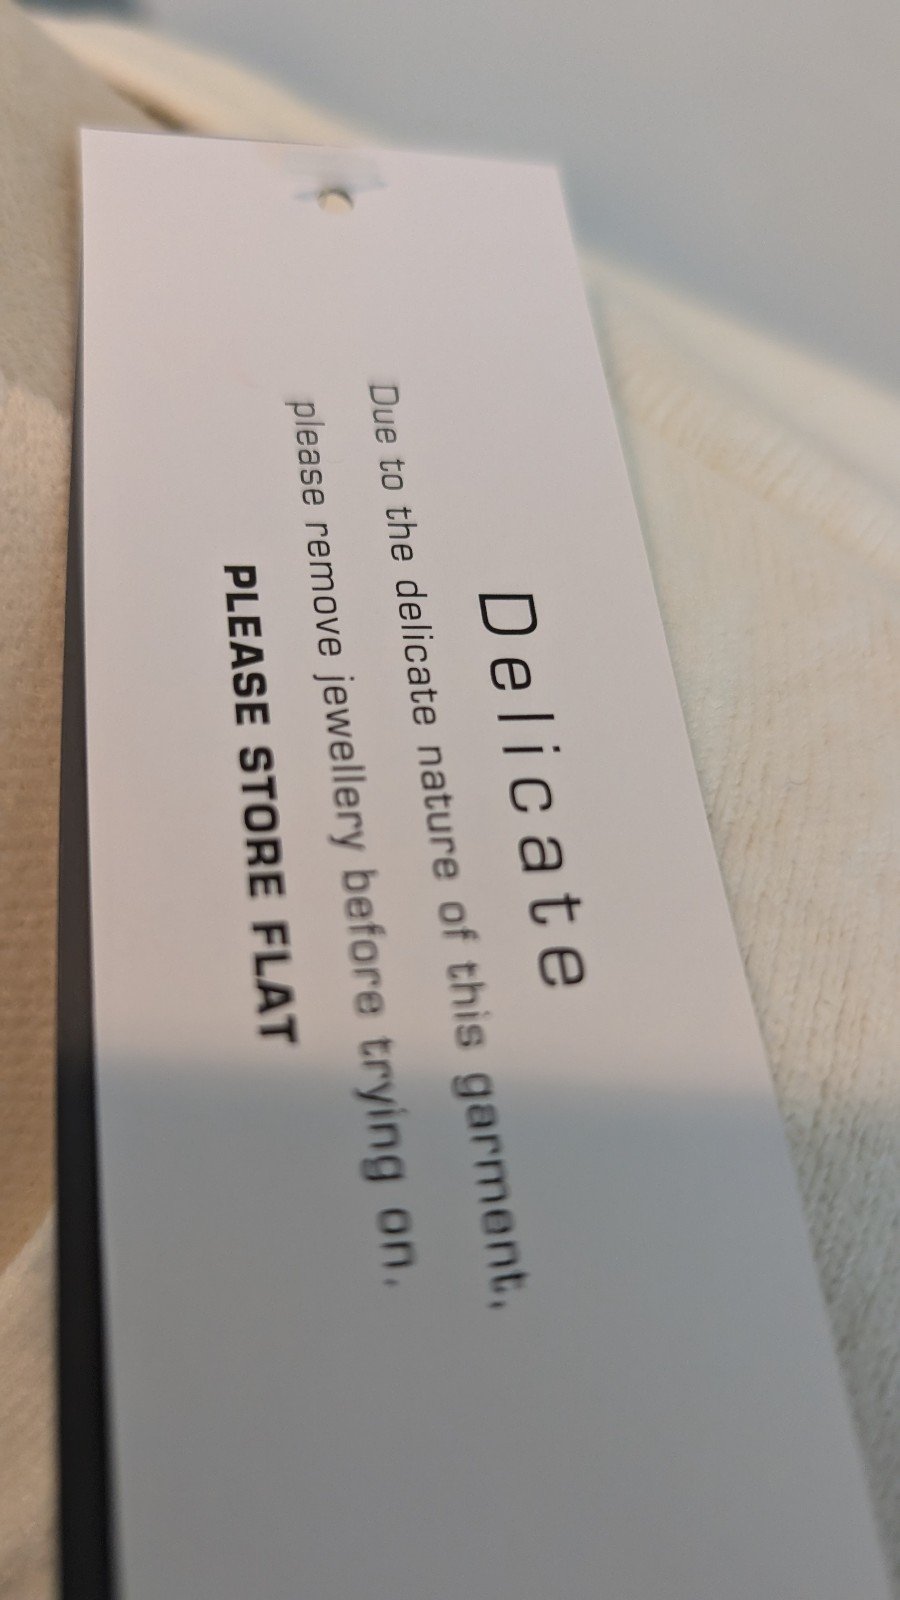 Delicate
Due to the delicate nature of this garment,
please remove jewellery before trying on.
PLEASE STORE FLAT